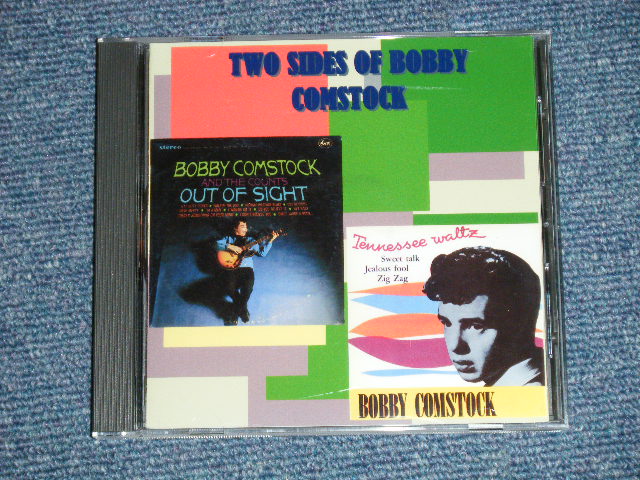 TWO SIDES OF BOBBY
COMSTOCK
stereo
BOBBY COMSTOCK
AND THE COUNTS
OUT OF SIGHT
Tennessee waltz
Sweet talk
Jealous fool
Zig Zag
BOBBY COMSTOCK